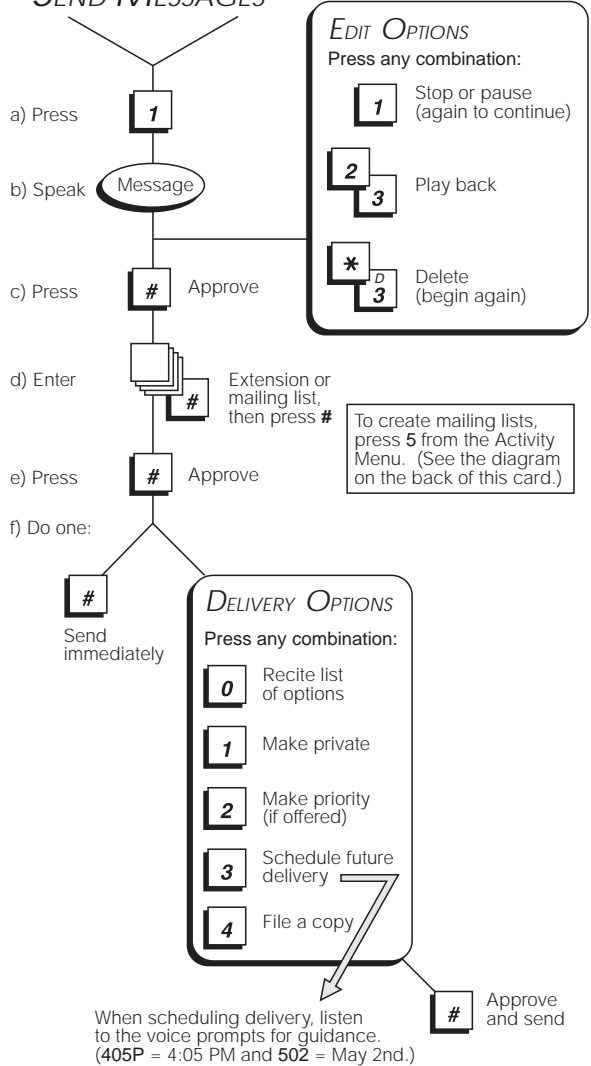 SEND MESSAGES
a) Press 1
b) Speak Message
c) Press # Approve
d) Enter # Extension or
mailing list,
then press #
e) Press # Approve
f) Do one:
#
Send
immediately
EDIT OPTIONS
Press any combination:
1 Stop or pause
(again to continue)
2 3 Play back
* D 3 Delete
(begin again)
To create mailing lists,
press 5 from the Activity
Menu. (See the diagram
on the back of this card.)
DELIVERY OPTIONS
Press any combination:
0 Recite list
of options
1 Make private
2 Make priority
(if offered)
3 Schedule future
delivery
4 File a copy
# Approve
and send
When scheduling delivery, listen
to the voice prompts for guidance.
(405P = 4:05 PM and 502 = May 2nd.)